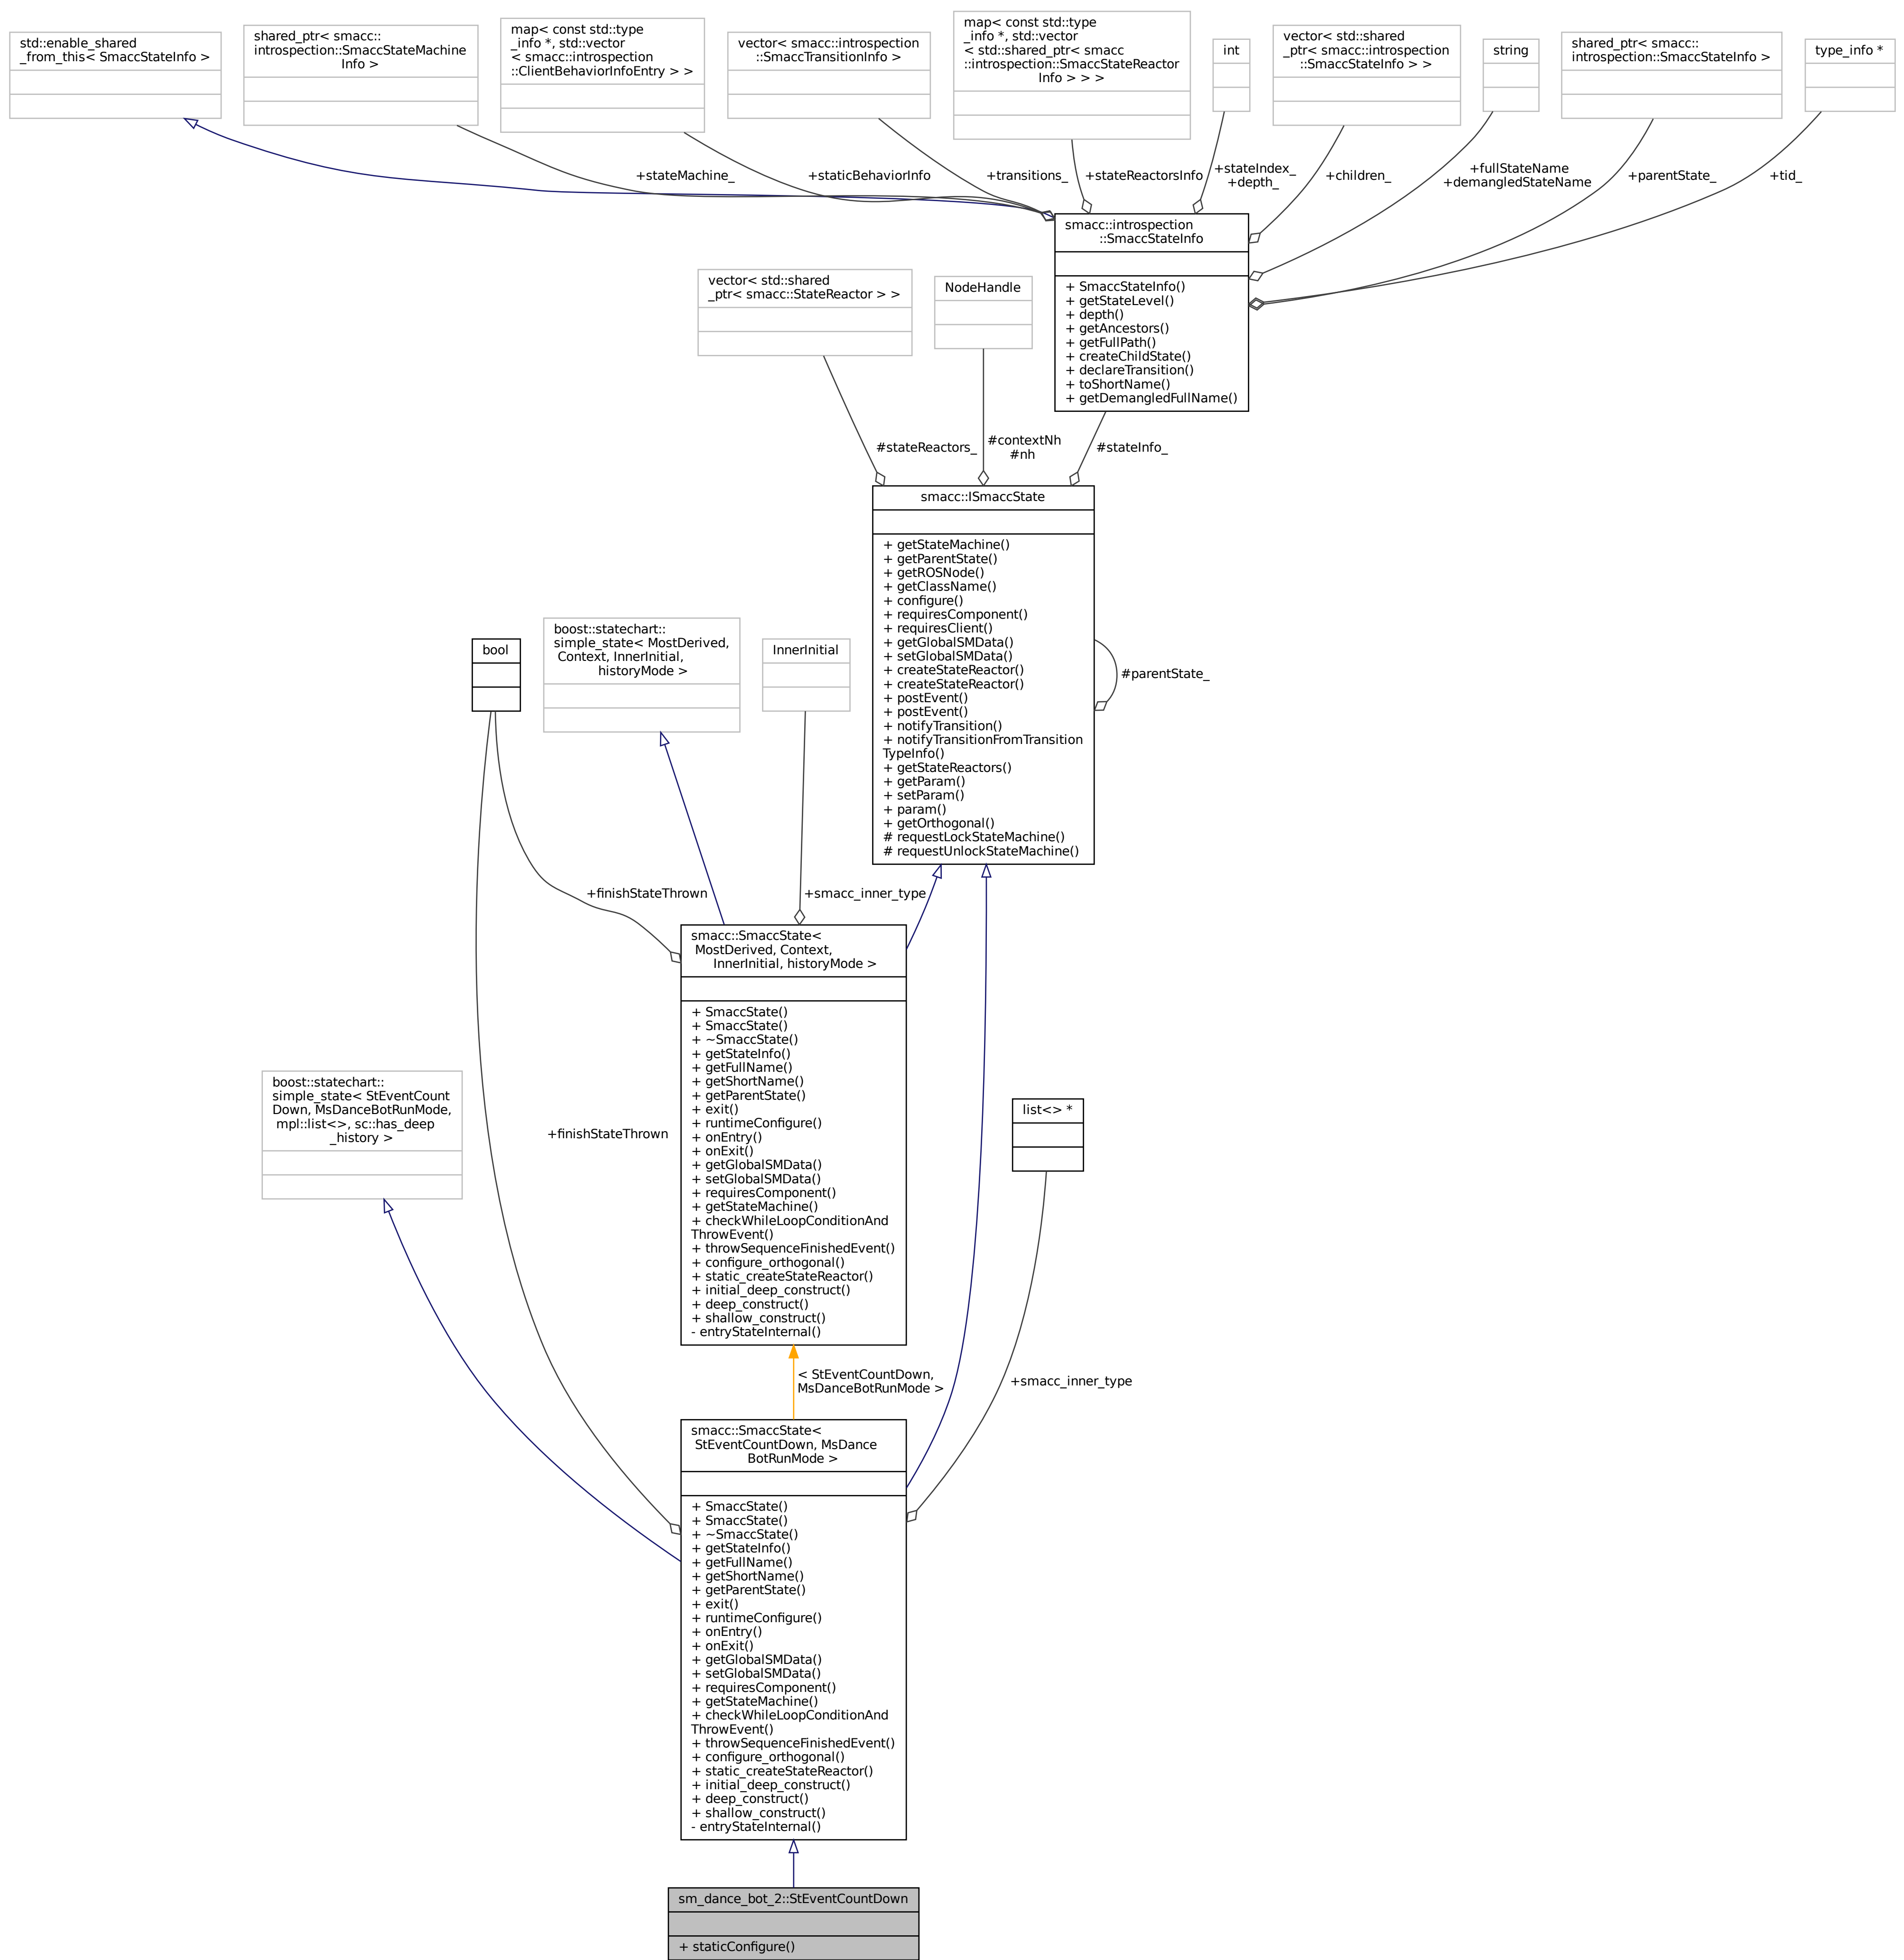 std::enable_shared
_from_this< SmaccStateInfo >
shared_ptr< smacc::
introspection::SmaccStateMachine
Info >
map< const std::type
_info *, std::vector
< smacc::introspection
::ClientBehaviorInfoEntry > >
vector< smacc::introspection
::SmaccTransitionInfo >
map< const std::type
_info *, std::vector
< std::shared_ptr< smacc
::introspection::SmaccStateReactor
Info > > >
int
vector< std::shared
_ptr< smacc::introspection
::SmaccStateInfo > >
string
shared_ptr< smacc::
introspection::SmaccStateInfo >
type_info *
+stateMachine_
+staticBehaviorInfo
+transitions_
+stateReactorsInfo
+stateIndex_
+depth_
+children_
+fullStateName
+demangledStateName
+parentState_
+tid_
smacc::introspection
::SmaccStateInfo
+ SmaccStateInfo()
+ getStateLevel()
+ depth()
+ getAncestors()
+ getFullPath()
+ createChildState()
+ declareTransition()
+ toShortName()
+ getDemangledFullName()
vector< std::shared
_ptr< smacc::StateReactor > >
NodeHandle
#stateReactors_
#contextNh
#nh
#stateInfo_
smacc::ISmaccState
+ getStateMachine()
+ getParentState()
+ getROSNode()
+ getClassName()
+ configure()
+ requiresComponent()
+ requiresClient()
+ getGlobalSMData()
+ setGlobalSMData()
+ createStateReactor()
+ createStateReactor()
+ postEvent()
+ postEvent()
+ notifyTransition()
+ notifyTransitionFromTransition
TypeInfo()
+ getStateReactors()
+ getParam()
+ setParam()
+ param()
+ getOrthogonal()
# requestLockStateMachine()
# requestUnlockStateMachine()
#parentState_
bool
boost::statechart::
simple_state< MostDerived,
Context, InnerInitial,
historyMode >
InnerInitial
+finishStateThrown
+smacc_inner_type
smacc::SmaccState<
MostDerived, Context,
InnerInitial, historyMode >
+ SmaccState()
+ SmaccState()
+ ~SmaccState()
+ getStateInfo()
+ getFullName()
+ getShortName()
+ getParentState()
+ exit()
+ runtimeConfigure()
+ onEntry()
+ onExit()
+ getGlobalSMData()
+ setGlobalSMData()
+ requiresComponent()
+ getStateMachine()
+ checkWhileLoopConditionAnd
ThrowEvent()
+ throwSequenceFinishedEvent()
+ configure_orthogonal()
+ static_createStateReactor()
+ initial_deep_construct()
+ deep_construct()
+ shallow_construct()
- entryStateInternal()
boost::statechart::
simple_state< StEventCount
Down, MsDanceBotRunMode,
mpl::list<>, sc::has_deep
_history >
+finishStateThrown
list<> *
< StEventCountDown,
MsDanceBotRunMode >
+smacc_inner_type
smacc::SmaccState<
StEventCountDown, MsDance
BotRunMode >
+ SmaccState()
+ SmaccState()
+ ~SmaccState()
+ getStateInfo()
+ getFullName()
+ getShortName()
+ getParentState()
+ exit()
+ runtimeConfigure()
+ onEntry()
+ onExit()
+ getGlobalSMData()
+ setGlobalSMData()
+ requiresComponent()
+ getStateMachine()
+ checkWhileLoopConditionAnd
ThrowEvent()
+ throwSequenceFinishedEvent()
+ configure_orthogonal()
+ static_createStateReactor()
+ initial_deep_construct()
+ deep_construct()
+ shallow_construct()
- entryStateInternal()
sm_dance_bot_2::StEventCountDown
+ staticConfigure()